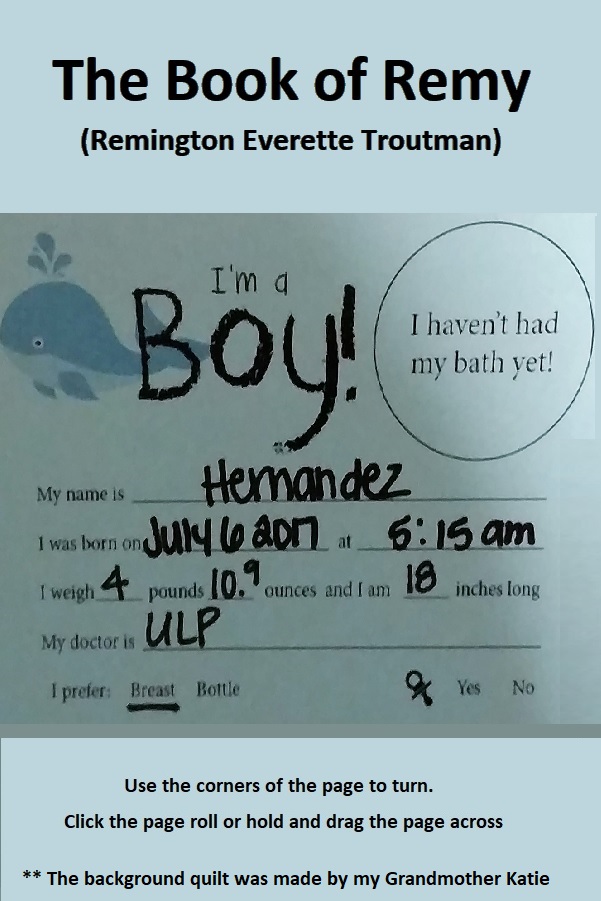 The Book of Remy
(Remington Everette Troutman)
I'm a
Boy!
I haven't had
my bath yet!
My name is Hernandez
I was born on July 6 2017 at 5:15 am
I weigh 4 pounds 10.9 ounces and I am 18 inches long
My doctor is ULP
I prefer: Breast Bottle Yes No
Use the corners of the page to turn.
Click the page roll or hold and drag the page across
** The background quilt was made by my Grandmother Katie